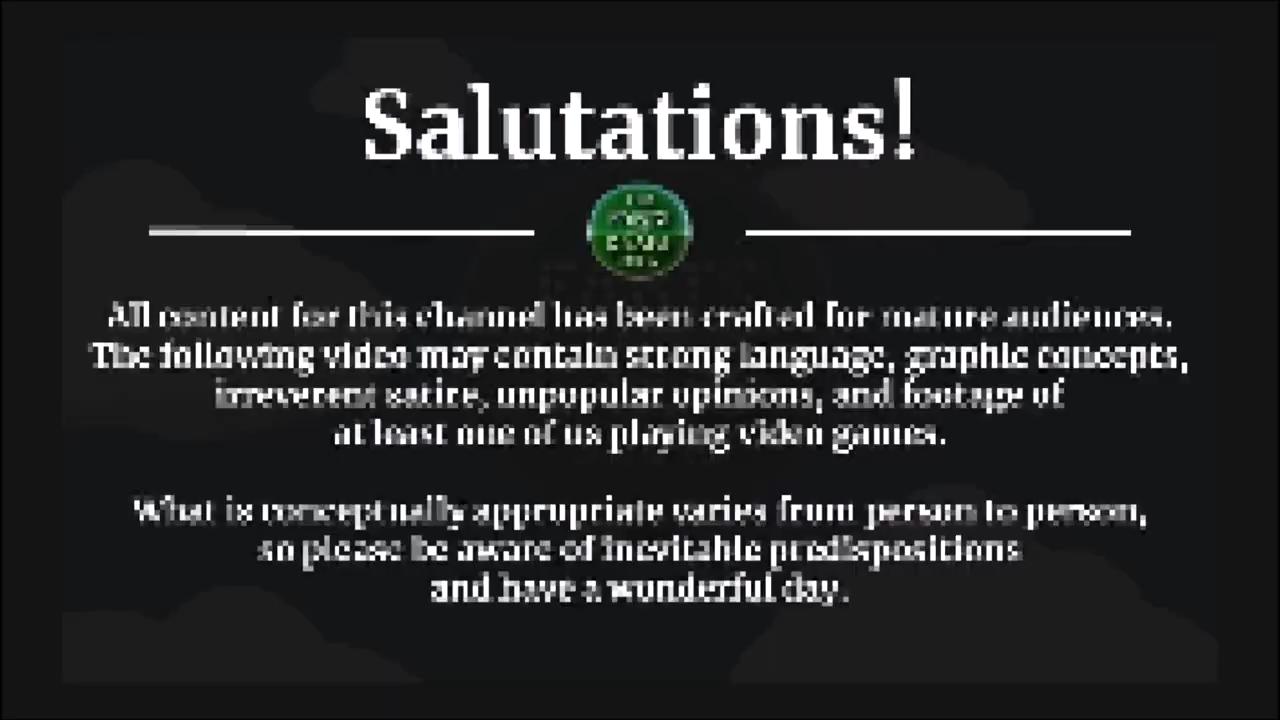 Salutations!
All content for this channel has been crafted for mature audiences.
The following video may contain strong language, graphic concepts,
irreverent satire, unpopular opinions, and footage of
at least one of us playing video games.
What is conceptually appropriate varies from person to person,
so please be aware of inevitable predispositions
and have a wonderful day.